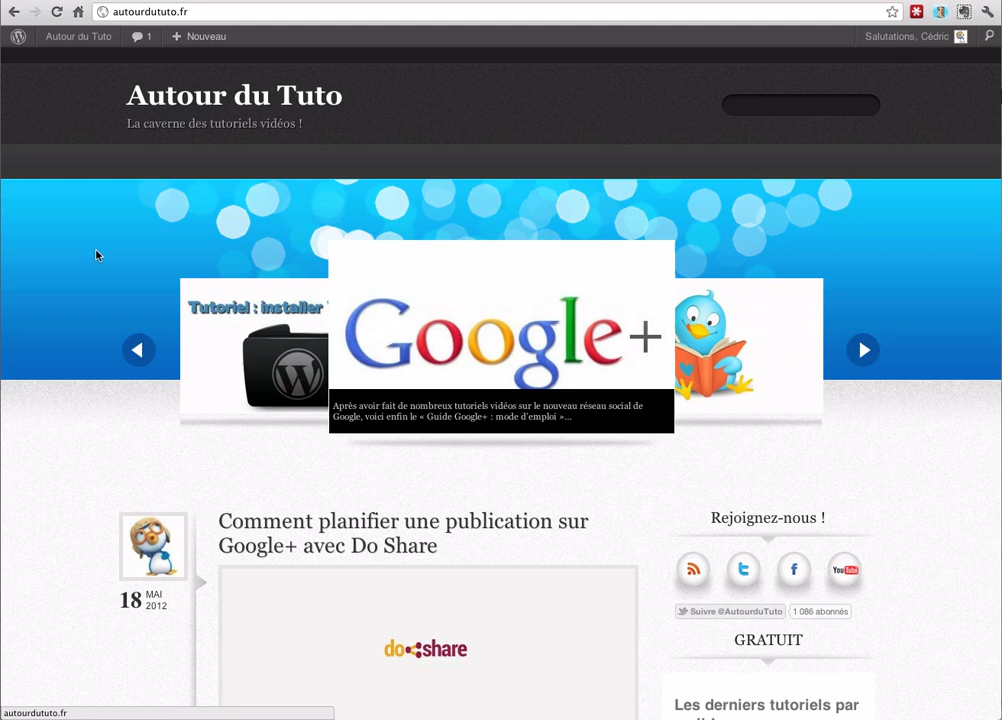 autourdututo.fr
Autour du Tuto
1
Nouveau
Salutations, Cédric
Autour du Tuto
La caverne des tutoriels vidéos !
Tutoriel : installer
Google+
Après avoir fait de nombreux tutoriels vidéos sur le nouveau réseau social de
Google, voici enfin le « Guide Google+ : mode d'emploi »...
Comment planifier une publication sur
Google+ avec Do Share
18 MAI
2012
do share
Rejoignez-nous !
You Tube
Suivre @AutourduTuto
1 086 abonnés
GRATUIT
Les derniers tutoriels par
autourdututo.fr